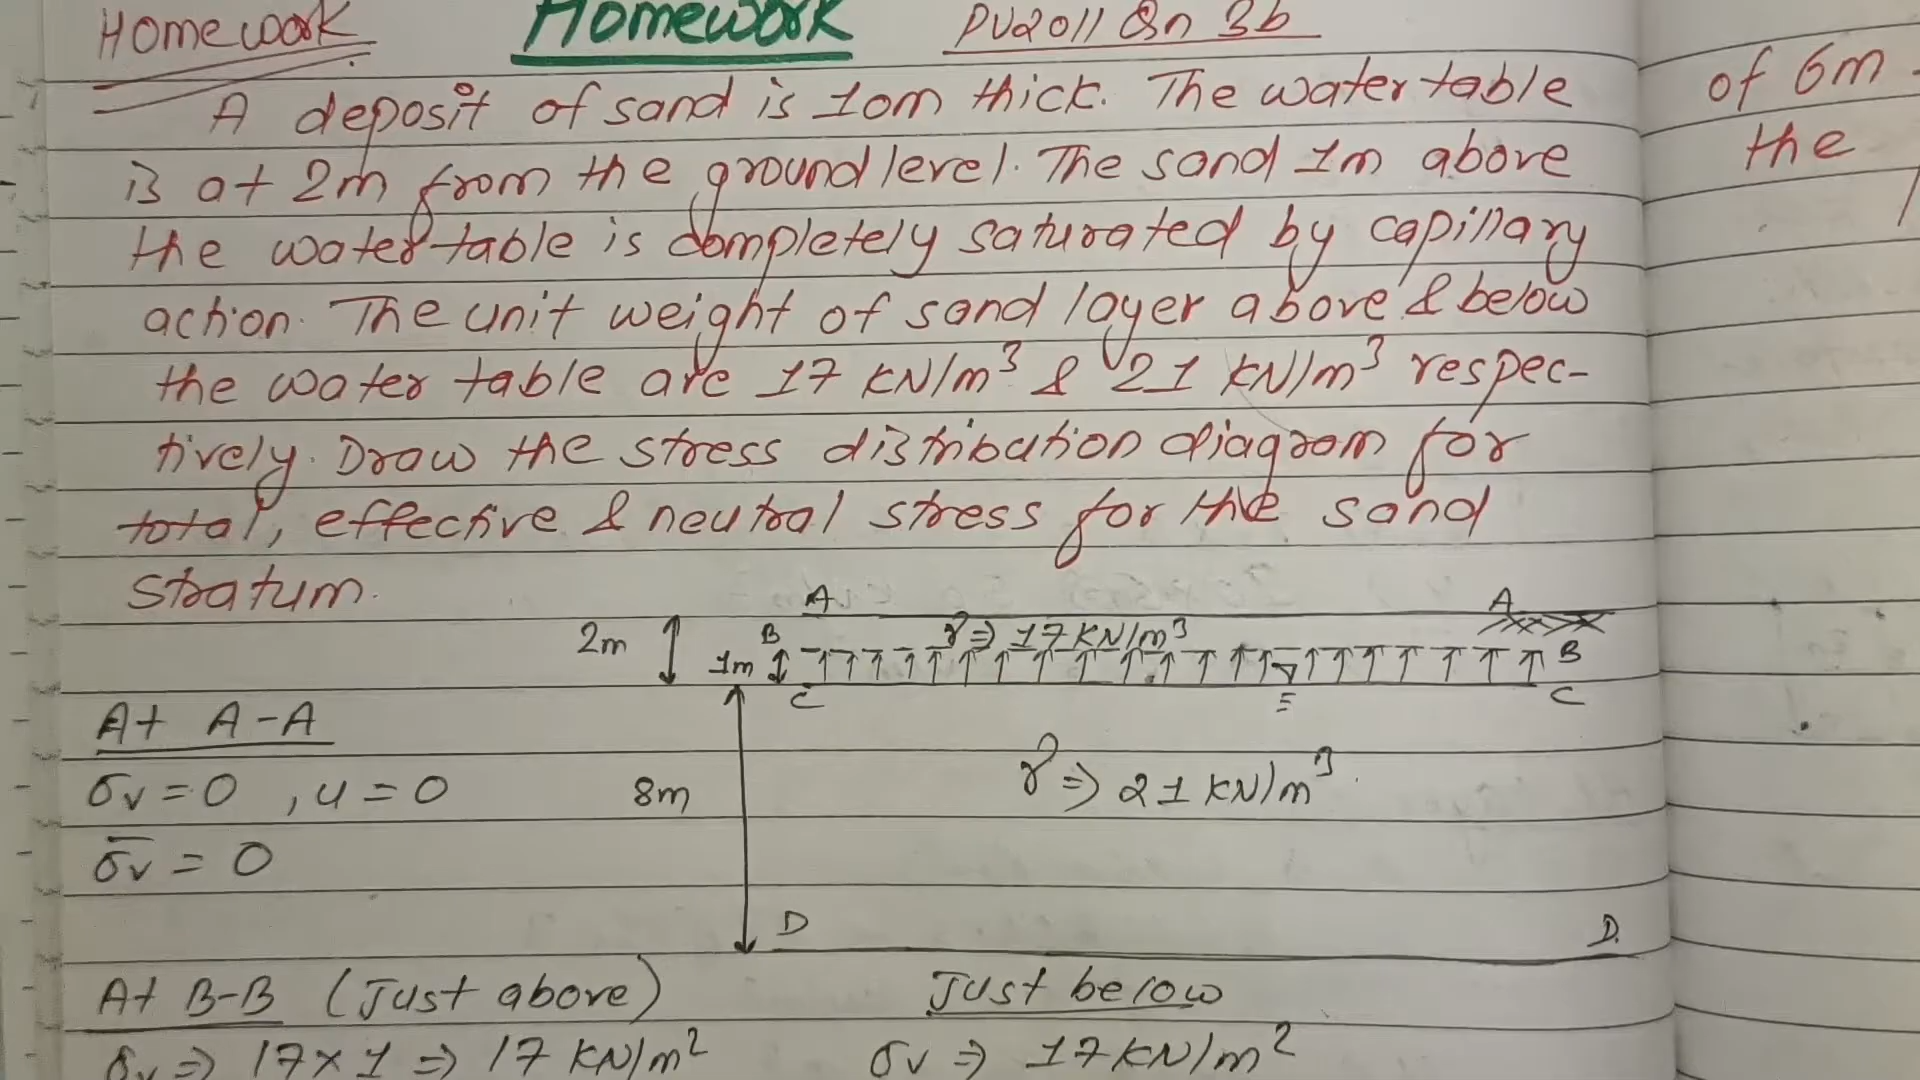 Homework Homework PU2011 Qn 3b
A deposit of sand is 10m thick. The water table
is at 2m from the ground level. The sand 1m above
the water table is completely saturated by capillary
action. The unit weight of sand layer above & below
the water table are 17 KN/m³ & 21 KN/m³ respec-
tively. Draw the stress distribution diagram for
total, effective & neutral stress for the sand
stratum.
of 6m
the
A A
2m B γ ⇒ 17 KN/m³
1m B
C C
At A-A
σv = 0 , u = 0 8m γ ⇒ 21 KN/m³
σ̄v = 0
D D
At B-B (Just above) Just below
σv ⇒ 17×1 ⇒ 17 KN/m² σv ⇒ 17 KN/m²